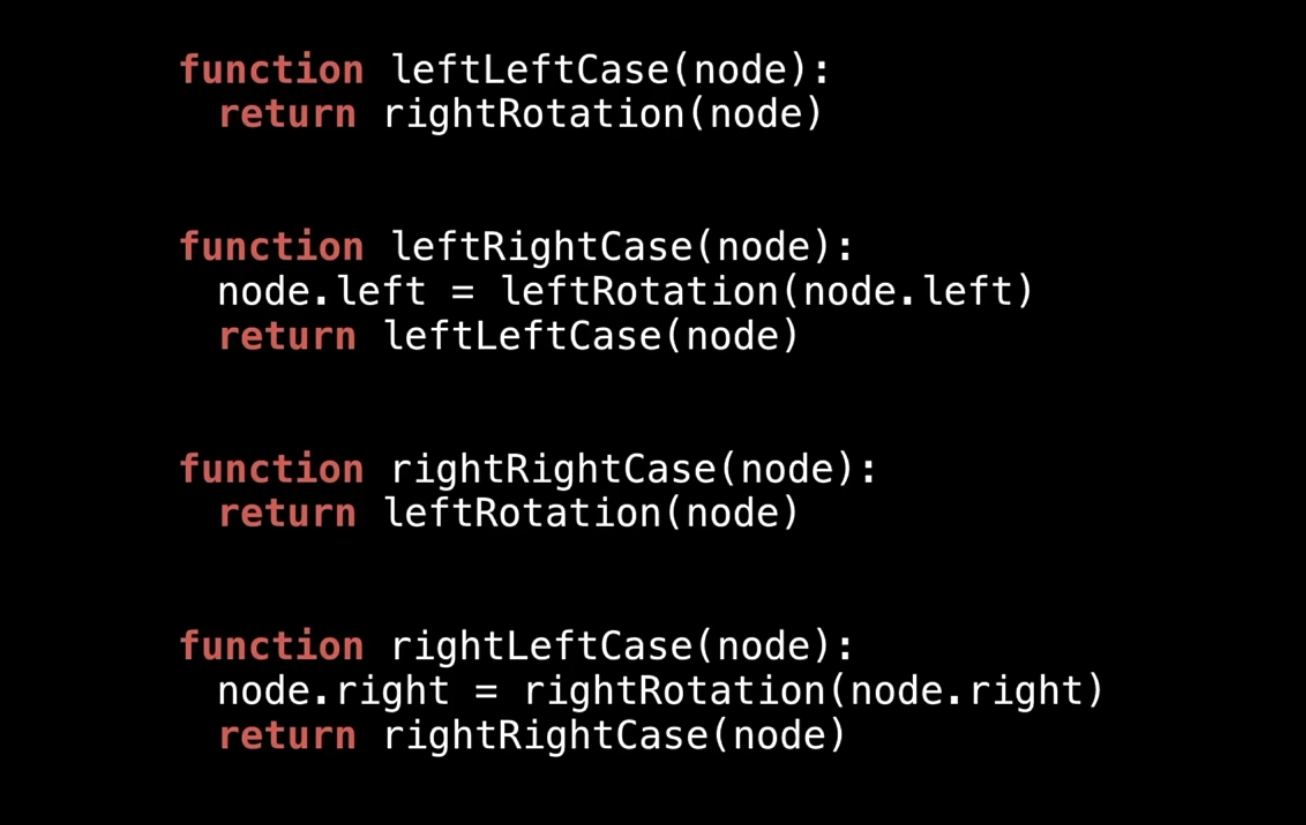 function leftLeftCase(node):
return rightRotation(node)
function leftRightCase(node):
node.left = leftRotation(node.left)
return leftLeftCase(node)
function rightRightCase(node):
return leftRotation(node)
function rightLeftCase(node):
node.right = rightRotation(node.right)
return rightRightCase(node)